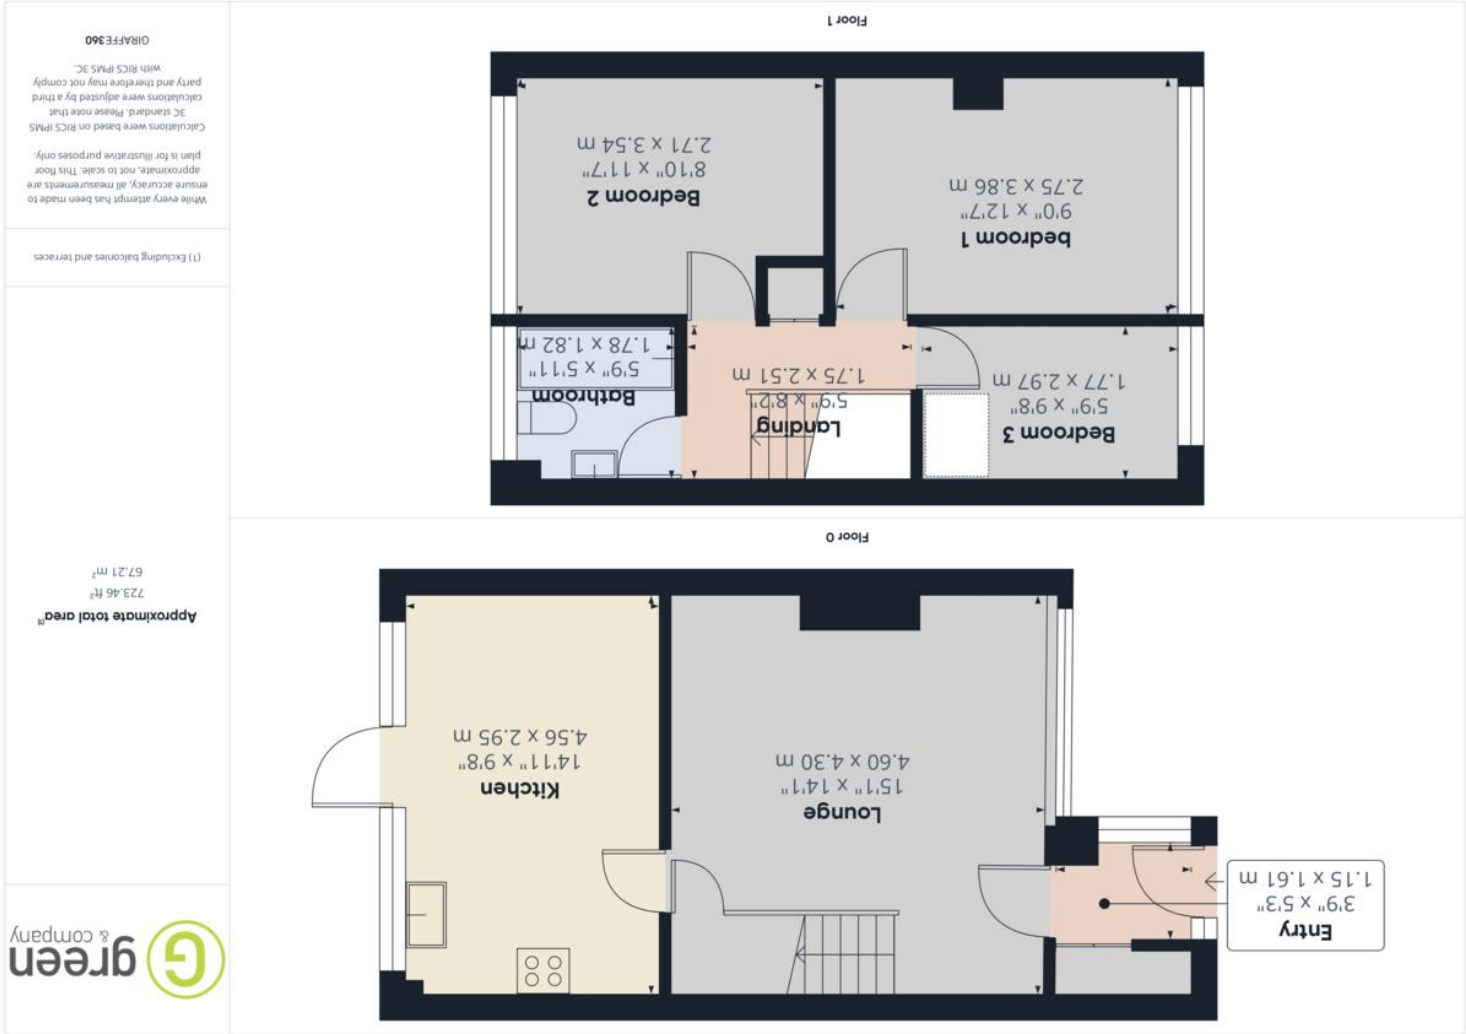 green
& company
Approximate total area⁽¹⁾
723.46 ft²
67.21 m²
(1) Excluding balconies and terraces
While every attempt has been made to
ensure accuracy, all measurements are
approximate, not to scale. This floor
plan is for illustrative purposes only.
Calculations were based on RICS IPMS
3C standard. Please note that
calculations were adjusted by a third
party and therefore may not comply
with RICS IPMS 3C.
GIRAFFE360
Entry
3'9" x 5'3"
1.15 x 1.61 m
Lounge
15'1" x 14'1"
4.60 x 4.30 m
Kitchen
14'11" x 9'8"
4.56 x 2.95 m
Floor 0
Bedroom 3
5'9" x 9'8"
1.77 x 2.97 m
Landing
5'9" x 8'2"
1.75 x 2.51 m
Bathroom
5'9" x 5'11"
1.78 x 1.82 m
bedroom 1
9'0" x 12'7"
2.75 x 3.86 m
Bedroom 2
8'10" x 11'7"
2.71 x 3.54 m
Floor 1